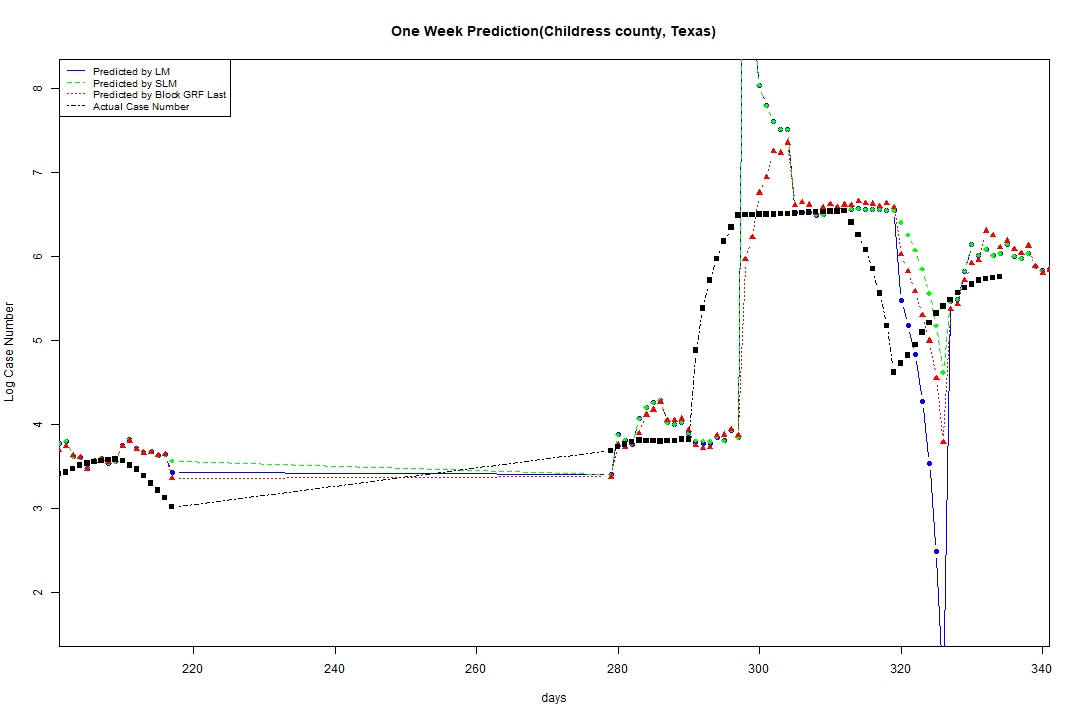 One Week Prediction(Childress county, Texas)
Predicted by LM
Predicted by SLM
Predicted by Block GRF Last
Actual Case Number
8
7
6
5
4
3
2
Log Case Number
220 240 260 280 300 320 340
days